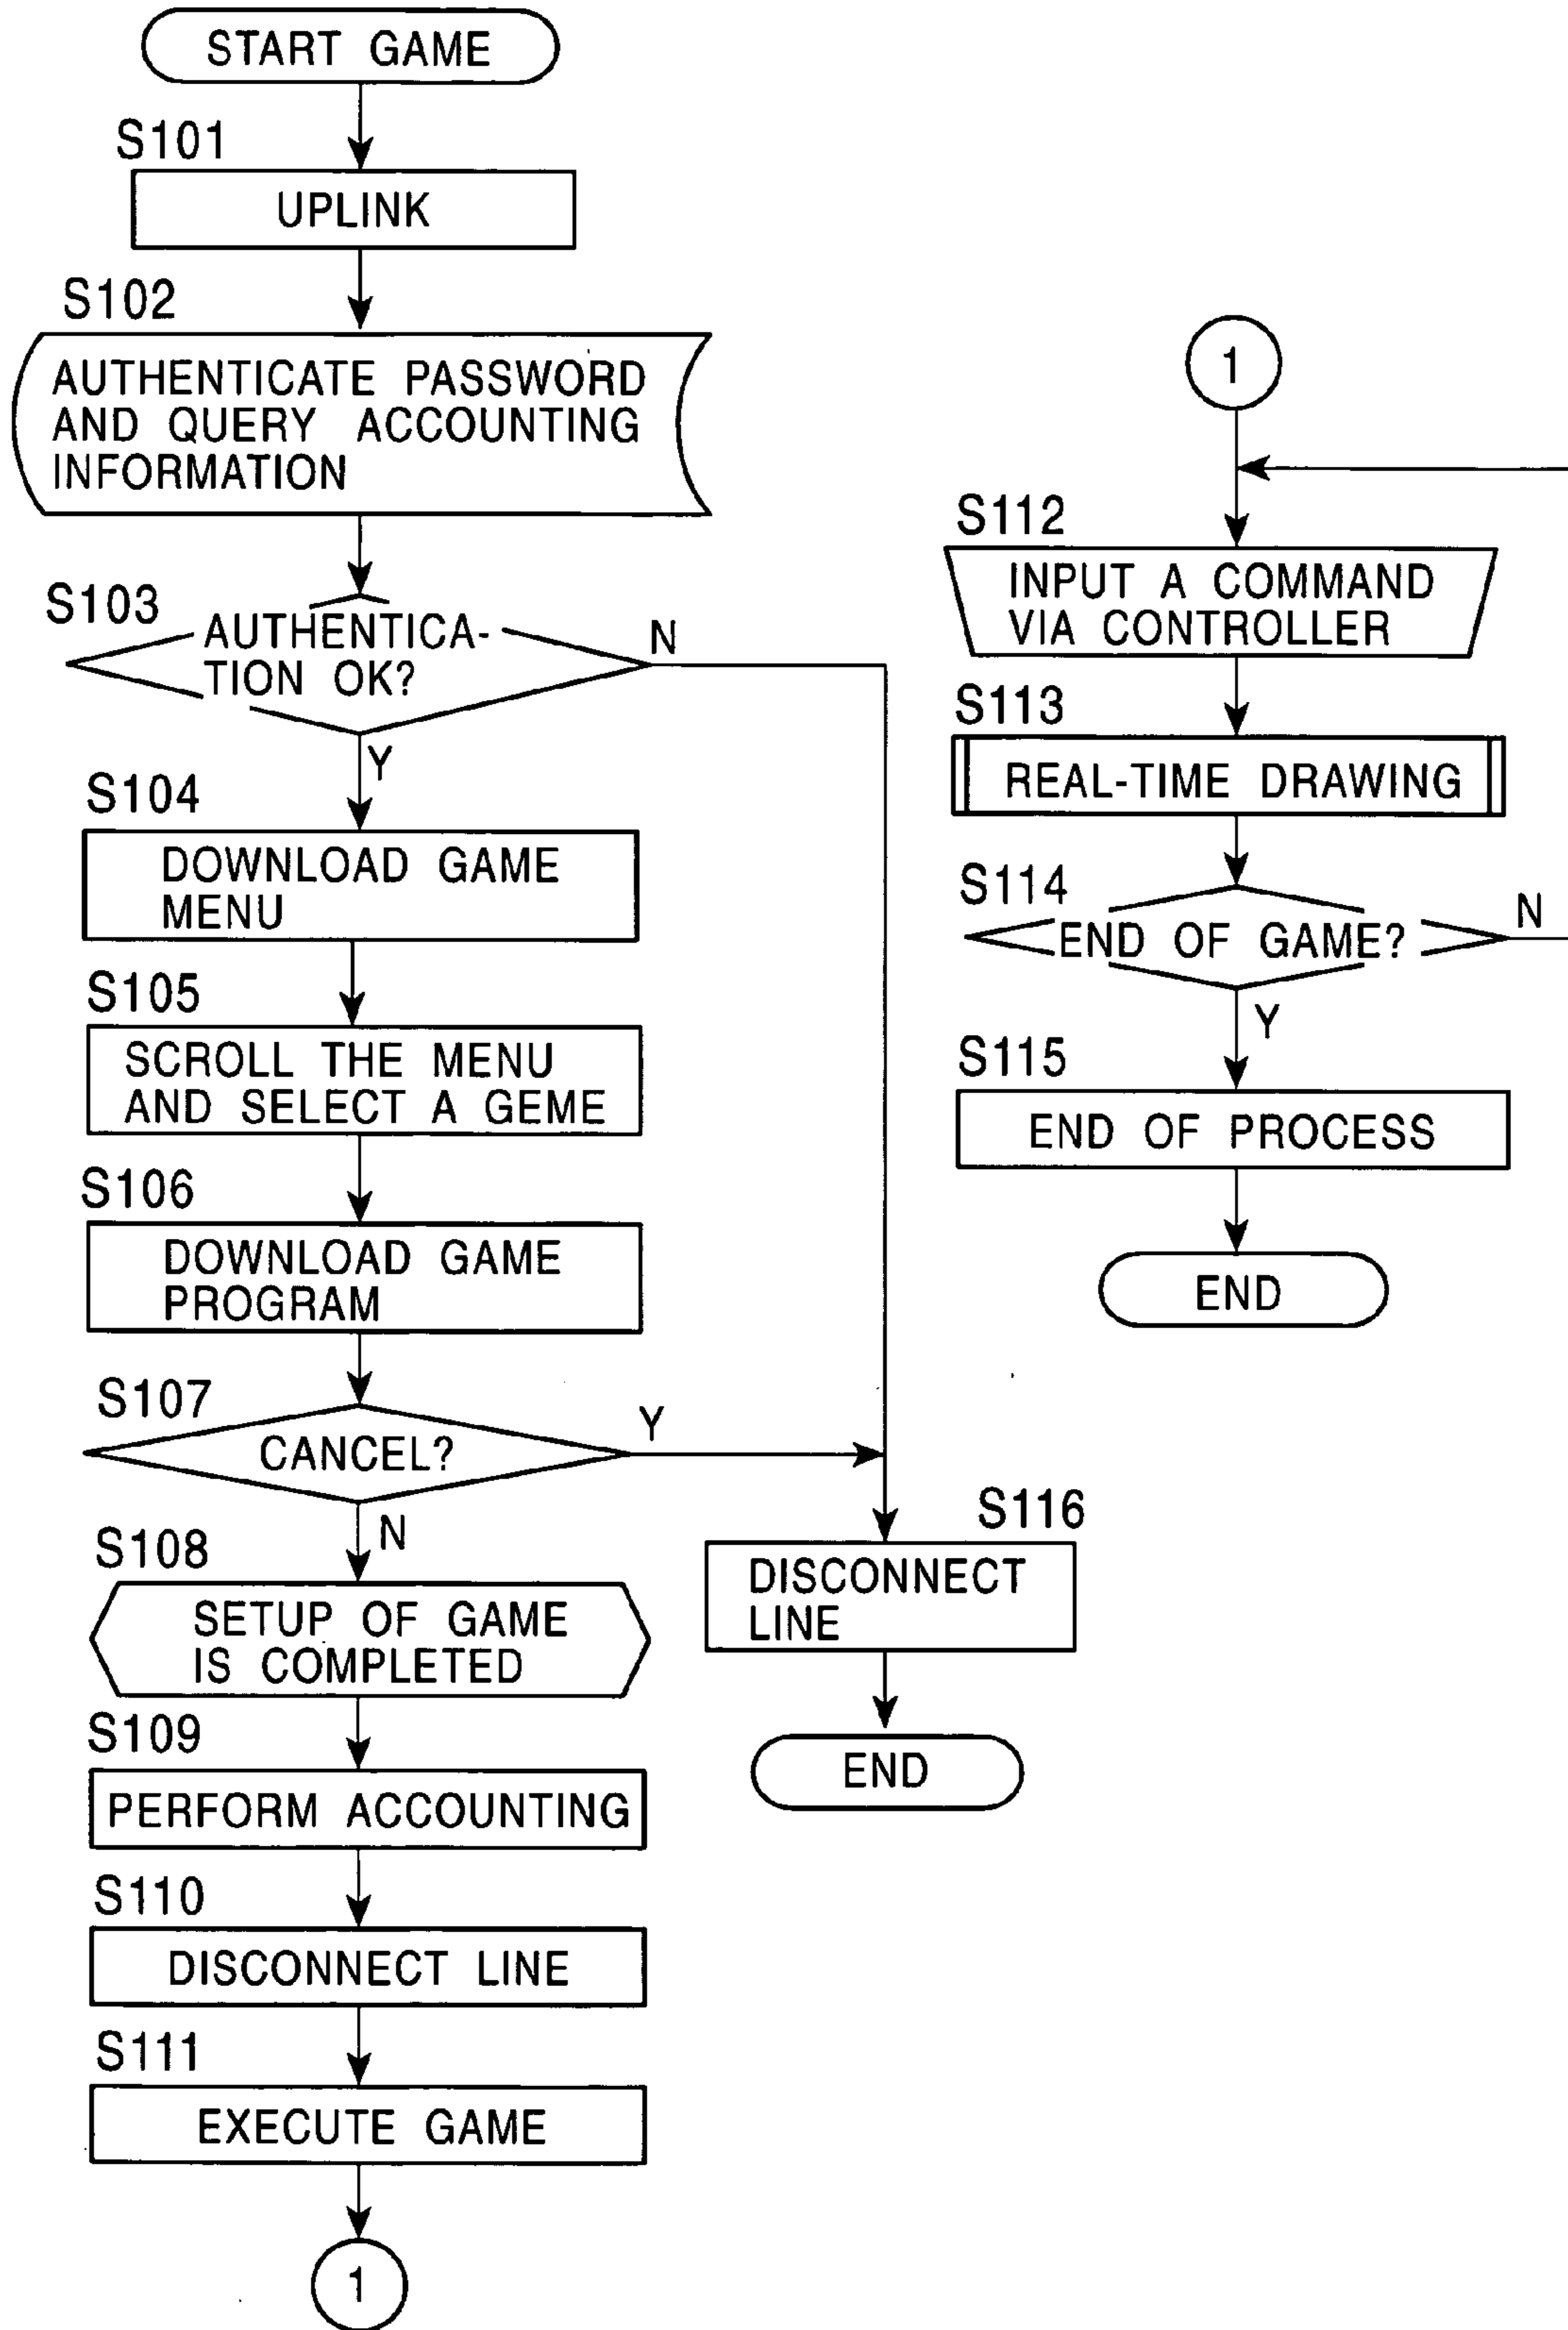 START GAME
S101
UPLINK
S102
AUTHENTICATE PASSWORD
AND QUERY ACCOUNTING
INFORMATION
S103
AUTHENTICA-
TION OK?
N
Y
S104
DOWNLOAD GAME
MENU
S105
SCROLL THE MENU
AND SELECT A GEME
S106
DOWNLOAD GAME
PROGRAM
S107
CANCEL?
Y
N
S108
SETUP OF GAME
IS COMPLETED
S109
PERFORM ACCOUNTING
S110
DISCONNECT LINE
S111
EXECUTE GAME
1
S116
DISCONNECT
LINE
END
1
S112
INPUT A COMMAND
VIA CONTROLLER
S113
REAL-TIME DRAWING
S114
END OF GAME?
N
Y
S115
END OF PROCESS
END